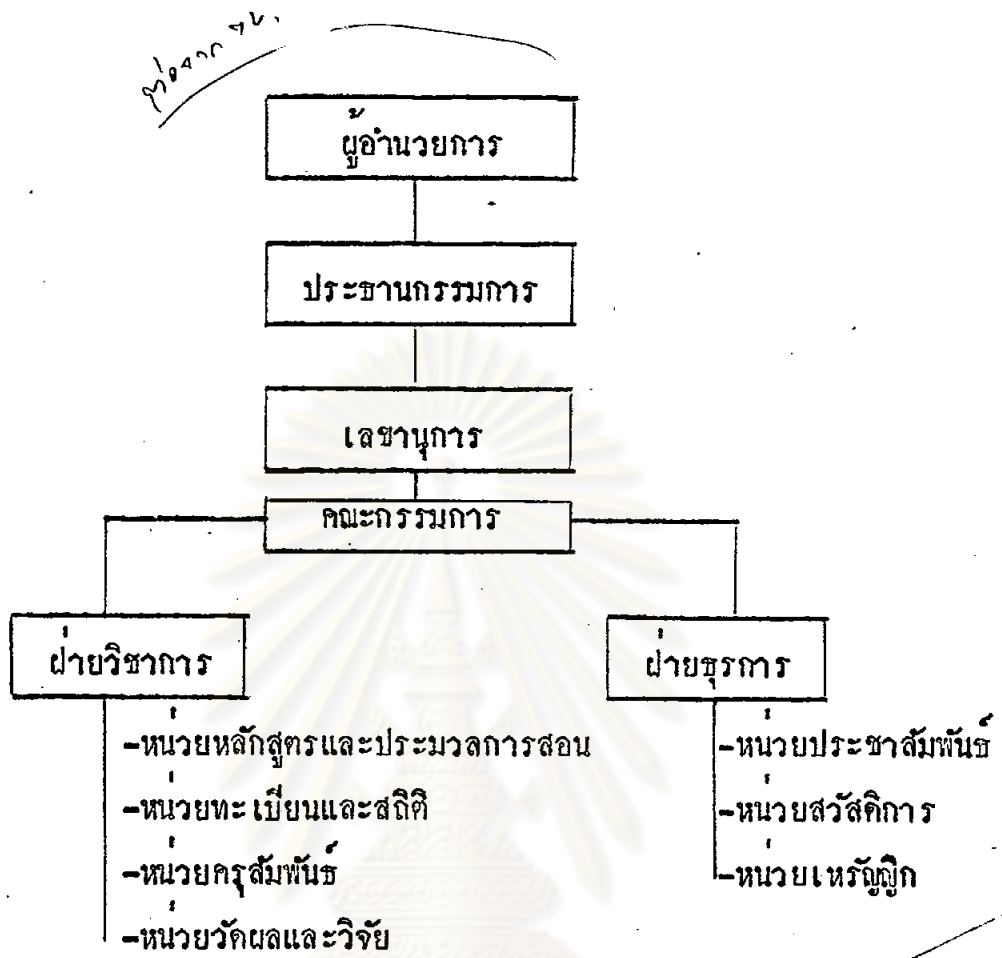 ผู้อำนวยการ
ประธานกรรมการ
เลขานุการ
คณะกรรมการ
ฝ่ายวิชาการ
-หน่วยหลักสูตรและประมวลการสอน
-หน่วยทะเบียนและสถิติ
-หน่วยครุสัมพันธ์
-หน่วยวัดผลและวิจัย
ฝ่ายธุรการ
-หน่วยประชาสัมพันธ์
-หน่วยสวัสดิการ
-หน่วยเหรัญญิก